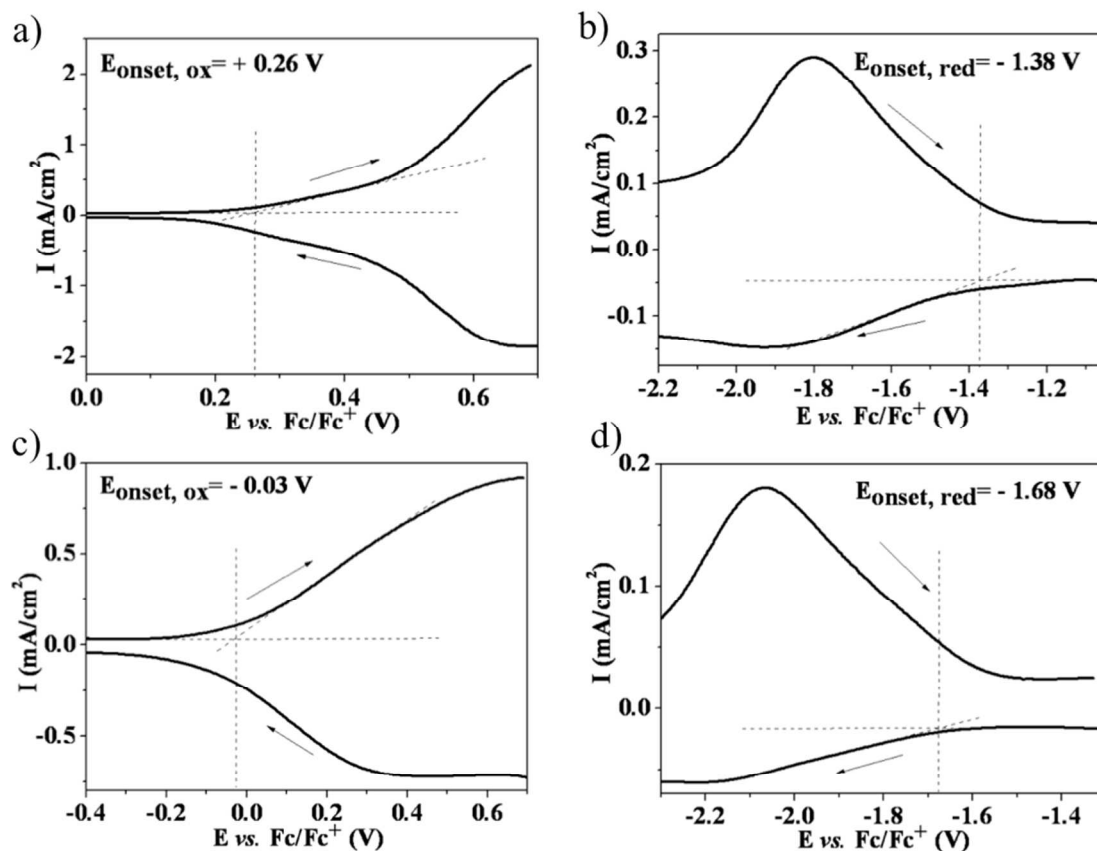 a)
E_onset, ox = + 0.26 V
I (mA/cm²)
2
1
0
-1
-2
0.0 0.2 0.4 0.6
E vs. Fc/Fc⁺ (V)
b)
E_onset, red = - 1.38 V
I (mA/cm²)
0.3
0.2
0.1
0.0
-0.1
-2.2 -2.0 -1.8 -1.6 -1.4 -1.2
E vs. Fc/Fc⁺ (V)
c)
E_onset, ox = - 0.03 V
I (mA/cm²)
1.0
0.5
0.0
-0.5
-0.4 -0.2 -0.0 0.2 0.4 0.6
E vs. Fc/Fc⁺ (V)
d)
E_onset, red = - 1.68 V
I (mA/cm²)
0.2
0.1
0.0
-2.2 -2.0 -1.8 -1.6 -1.4
E vs. Fc/Fc⁺ (V)